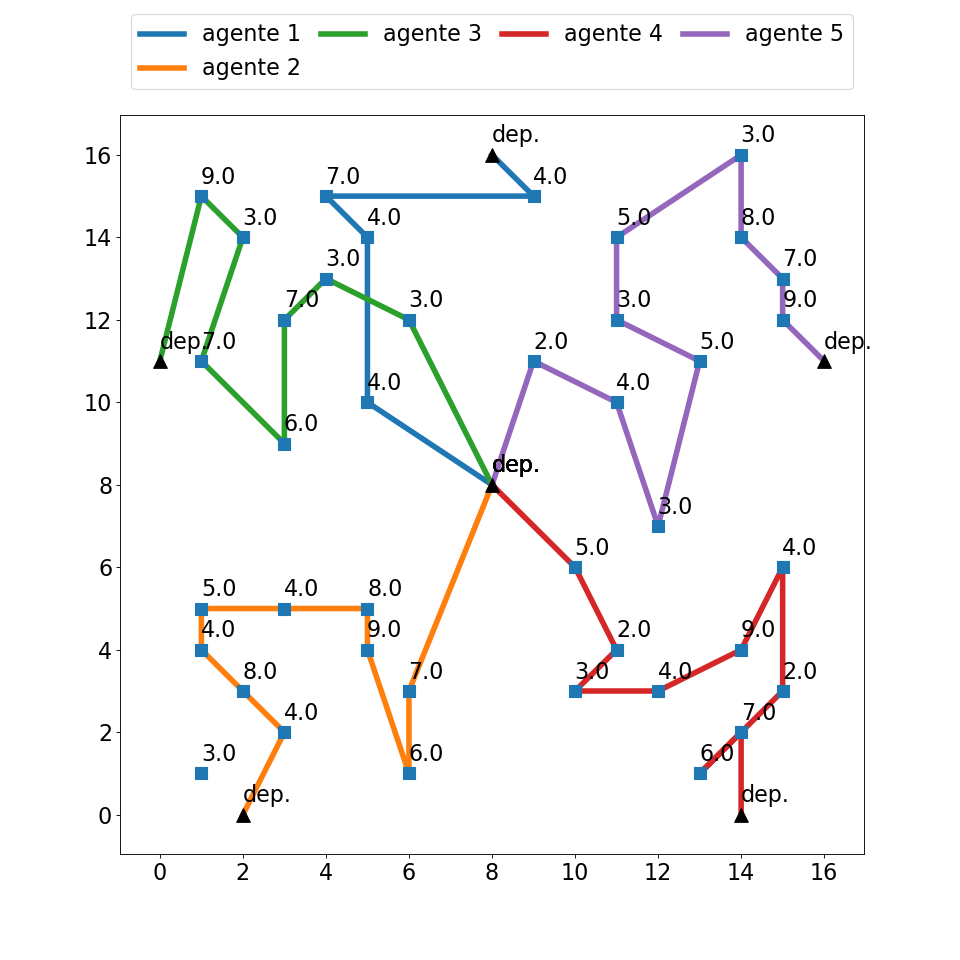 agente 1 agente 3 agente 4 agente 5
agente 2
dep. 3.0
16
9.0 7.0 4.0
3.0 4.0 5.0
14 8.0
3.0 7.0
7.0 3.0 3.0 9.0
12
dep. 7.0 2.0 5.0 dep.
4.0 4.0
10
6.0
dep.
8
3.0
5.0 4.0
6
5.0 4.0 8.0
4.0 9.0 2.0 9.0
4
8.0 7.0 3.0 4.0 2.0
4.0 7.0
2
3.0 6.0 6.0
dep. dep.
0
0 2 4 6 8 10 12 14 16